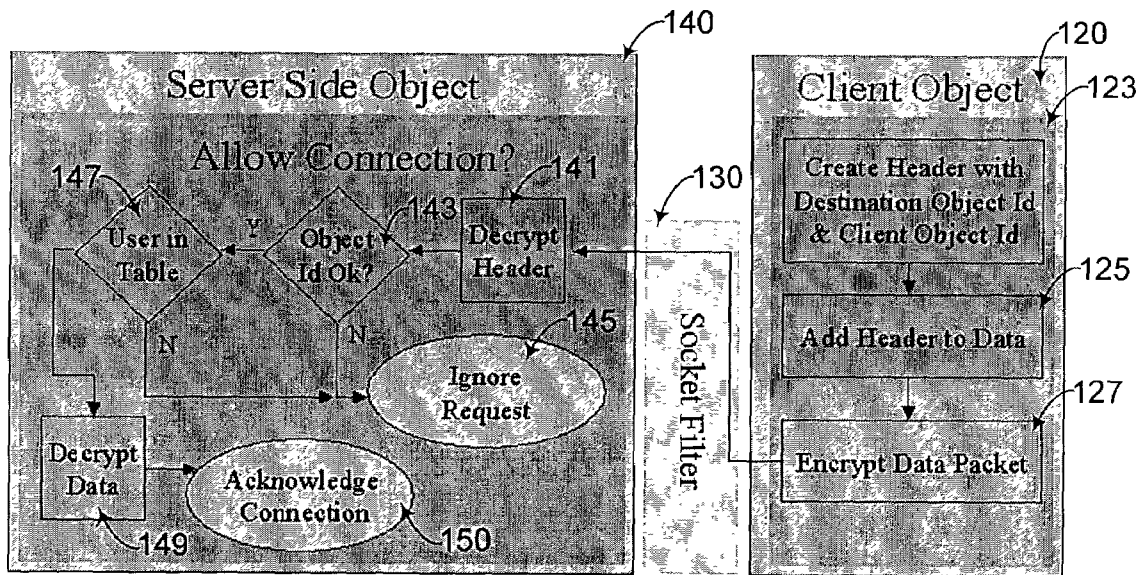 140
Server Side Object
Allow Connection?
147
User in
Table
Y
N
143
Object
Id Ok?
N
141
Decrypt
Header
145
Ignore
Request
Decrypt
Data
149
Acknowledge
Connection
150
130
Socket Filter
120
Client Object
123
Create Header with
Destination Object Id
& Client Object Id
125
Add Header to Data
127
Encrypt Data Packet